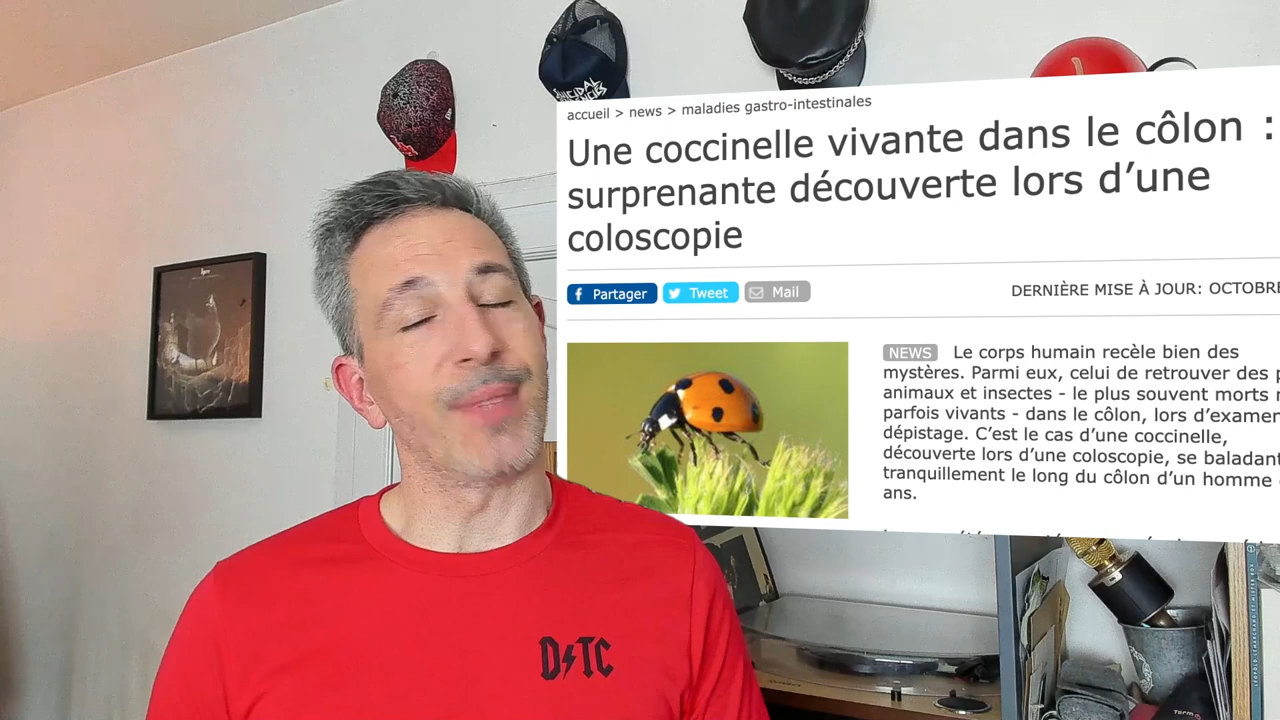 SUICIDAL
accueil > news > maladies gastro-intestinales
Une coccinelle vivante dans le côlon :
surprenante découverte lors d’une
coloscopie
Partager
Tweet
Mail
DERNIÈRE MISE À JOUR: OCTOBRE
NEWS Le corps humain recèle bien des
mystères. Parmi eux, celui de retrouver des
animaux et insectes - le plus souvent morts
parfois vivants - dans le côlon, lors d’examen
dépistage. C’est le cas d’une coccinelle,
découverte lors d’une coloscopie, se baladant
tranquillement le long du côlon d’un homme
ans.
D⚡TC